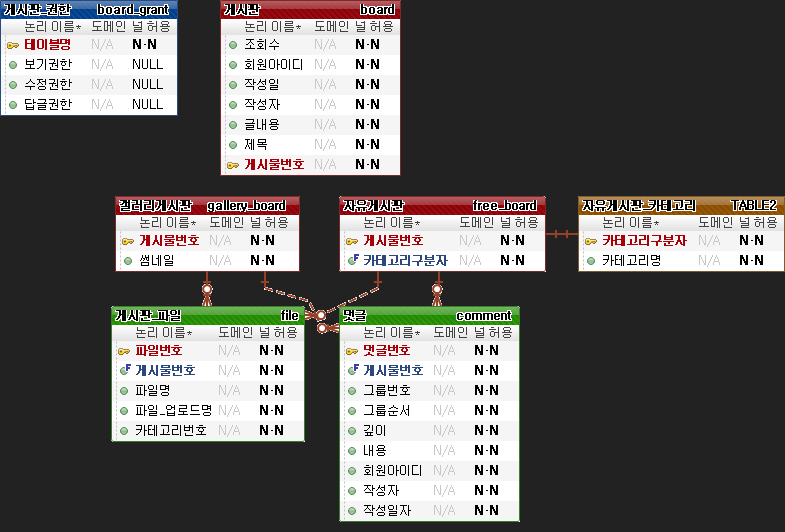 게시판_권한 board_grant
논리 이름* 도메인 널 허용
테이블명 N/A N-N
보기권한 N/A NULL
수정권한 N/A NULL
답글권한 N/A NULL
게시판 board
논리 이름* 도메인 널 허용
조회수 N/A N-N
회원아이디 N/A N-N
작성일 N/A N-N
작성자 N/A N-N
글내용 N/A N-N
제목 N/A N-N
게시물번호 N/A N-N
갤러리게시판 gallery_board
논리 이름* 도메인 널 허용
게시물번호 N/A N-N
썸네일 N/A N-N
자유게시판 free_board
논리 이름* 도메인 널 허용
게시물번호 N/A N-N
F 카테고리구분자 N/A N-N
자유게시판_카테고리 TABLE2
논리 이름* 도메인 널 허용
카테고리구분자 N/A N-N
카테고리명 N/A N-N
게시판_파일 file
논리 이름* 도메인 널 허용
파일번호 N/A N-N
F 게시물번호 N/A N-N
파일명 N/A N-N
파일_업로드명 N/A N-N
카테고리번호 N/A N-N
댓글 comment
논리 이름* 도메인 널 허용
댓글번호 N/A N-N
F 게시물번호 N/A N-N
그룹번호 N/A N-N
그룹순서 N/A N-N
깊이 N/A N-N
내용 N/A N-N
회원아이디 N/A N-N
작성자 N/A N-N
작성일자 N/A N-N